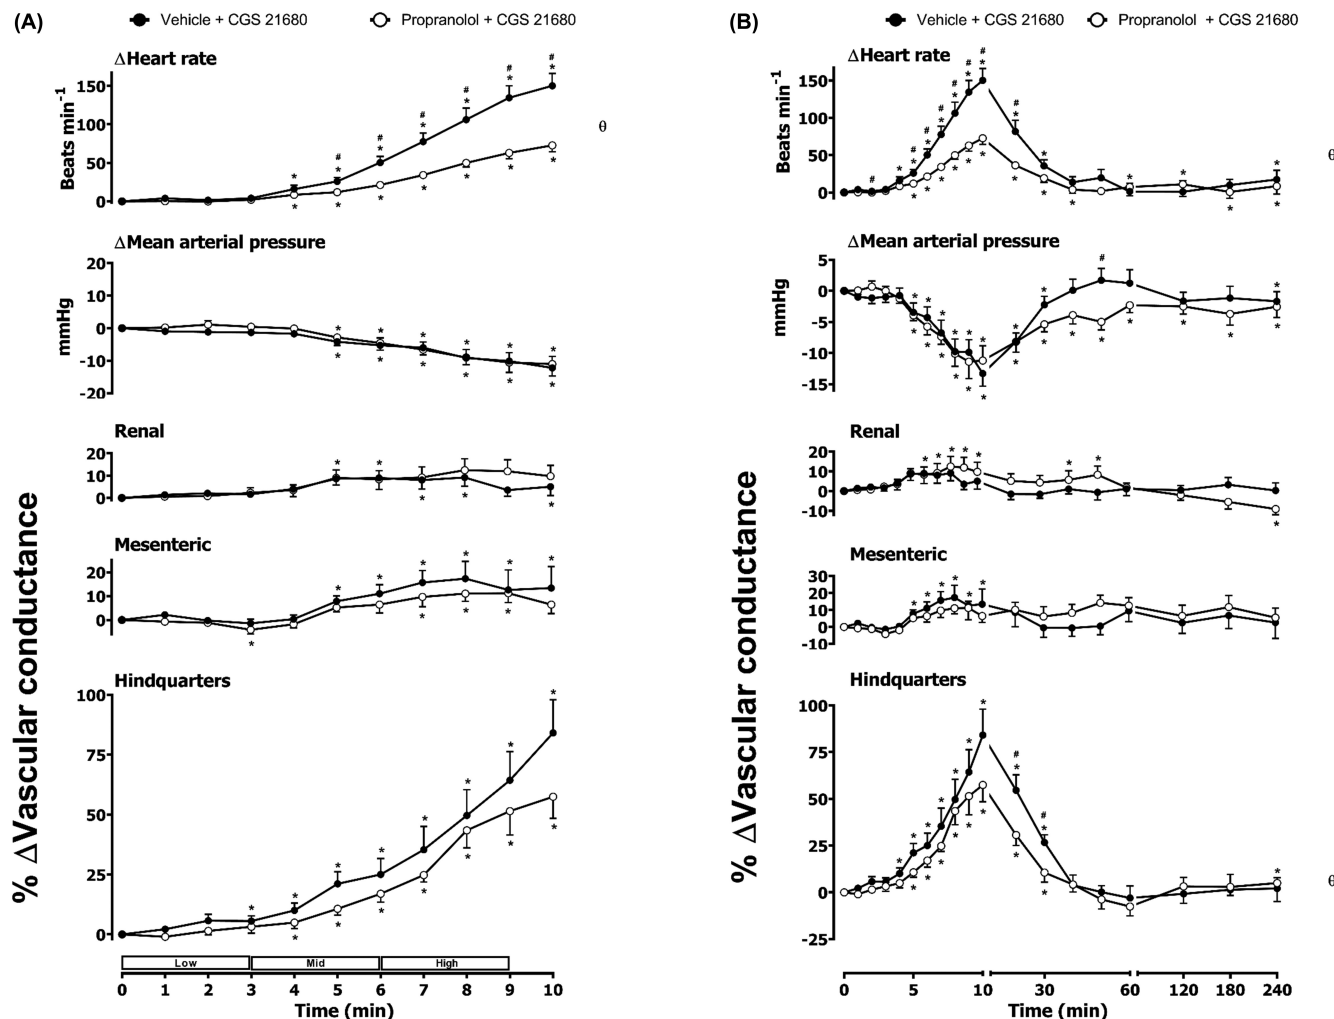 (A)
Vehicle + CGS 21680
Propranolol + CGS 21680
ΔHeart rate
Beats min-1
150
100
50
0
θ
ΔMean arterial pressure
mmHg
20
10
0
-10
-20
% ΔVascular conductance
Renal
20
10
0
Mesenteric
20
10
0
Hindquarters
100
75
50
25
0
Low Mid High
0 1 2 3 4 5 6 7 8 9 10
Time (min)
(B)
Vehicle + CGS 21680
Propranolol + CGS 21680
ΔHeart rate
Beats min-1
150
100
50
0
θ
ΔMean arterial pressure
mmHg
5
0
-5
-10
-15
% ΔVascular conductance
Renal
20
10
0
-10
Mesenteric
30
20
10
0
-10
Hindquarters
100
75
50
25
0
-25
θ
0 5 10 30 60 120 180 240
Time (min)